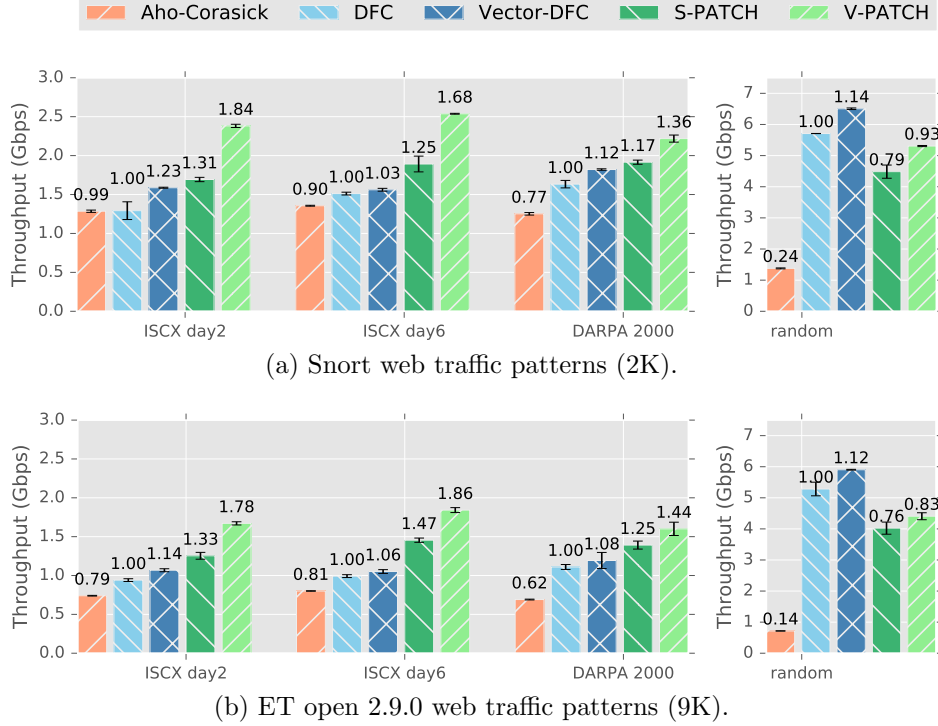 Aho-Corasick DFC Vector-DFC S-PATCH V-PATCH
Throughput (Gbps)
3.0
2.5
2.0
1.5
1.0
0.5
0.0
0.99 1.00 1.23 1.31 1.84
0.90 1.00 1.03 1.25 1.68
0.77 1.00 1.12 1.17 1.36
ISCX day2 ISCX day6 DARPA 2000
Throughput (Gbps)
7
6
5
4
3
2
1
0
0.24 1.00 1.14 0.79 0.93
random
(a) Snort web traffic patterns (2K).
Throughput (Gbps)
3.0
2.5
2.0
1.5
1.0
0.5
0.0
0.79 1.00 1.14 1.33 1.78
0.81 1.00 1.06 1.47 1.86
0.62 1.00 1.08 1.25 1.44
ISCX day2 ISCX day6 DARPA 2000
Throughput (Gbps)
7
6
5
4
3
2
1
0
0.14 1.00 1.12 0.76 0.83
random
(b) ET open 2.9.0 web traffic patterns (9K).